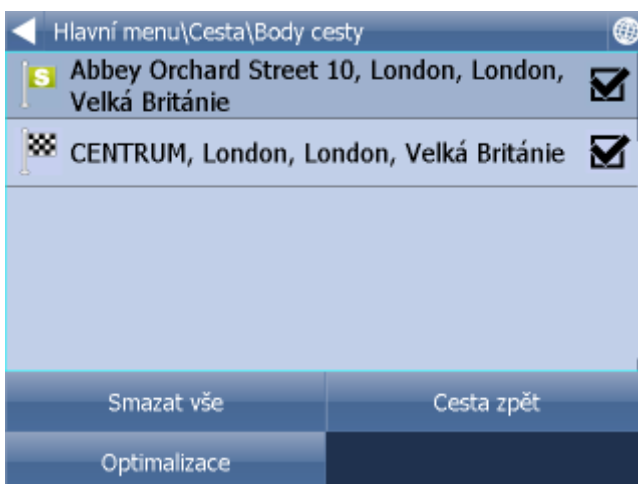 Hlavní menu\Cesta\Body cesty
S
Abbey Orchard Street 10, London, London,
Velká Británie
CENTRUM, London, London, Velká Británie
Smazat vše
Cesta zpět
Optimalizace